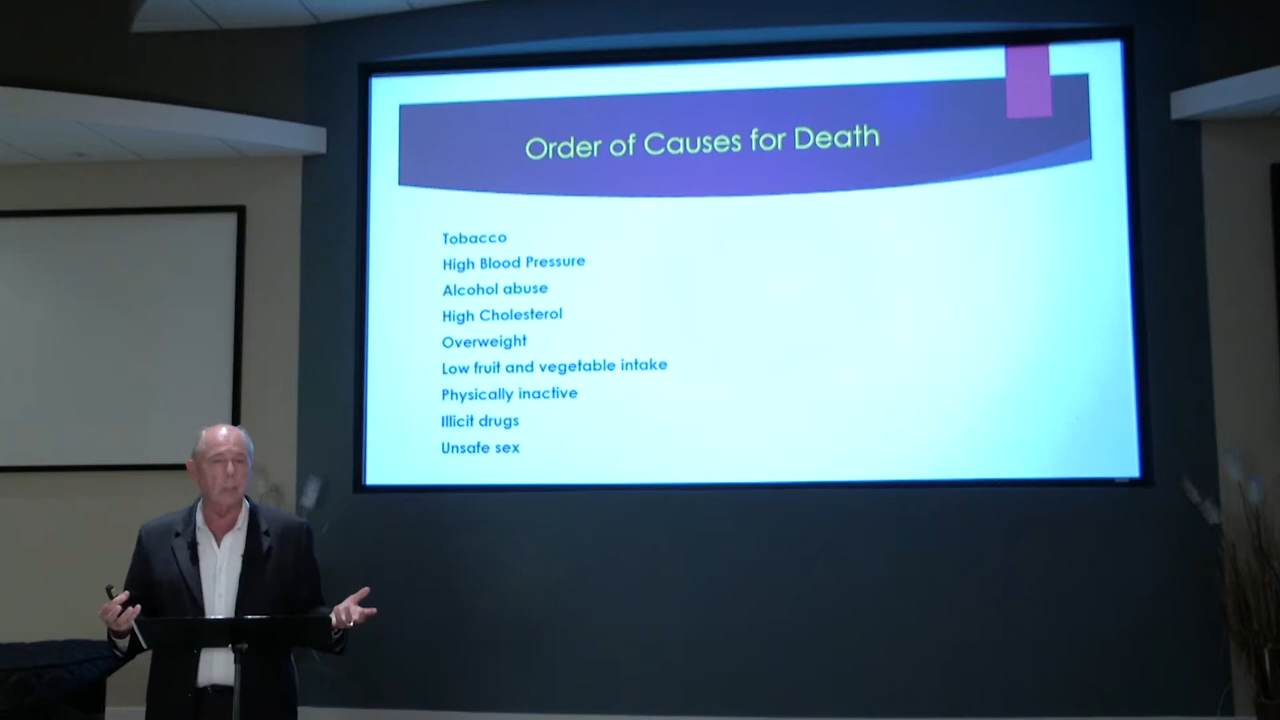 Order of Causes for Death
Tobacco
High Blood Pressure
Alcohol abuse
High Cholesterol
Overweight
Low fruit and vegetable intake
Physically inactive
Illicit drugs
Unsafe sex